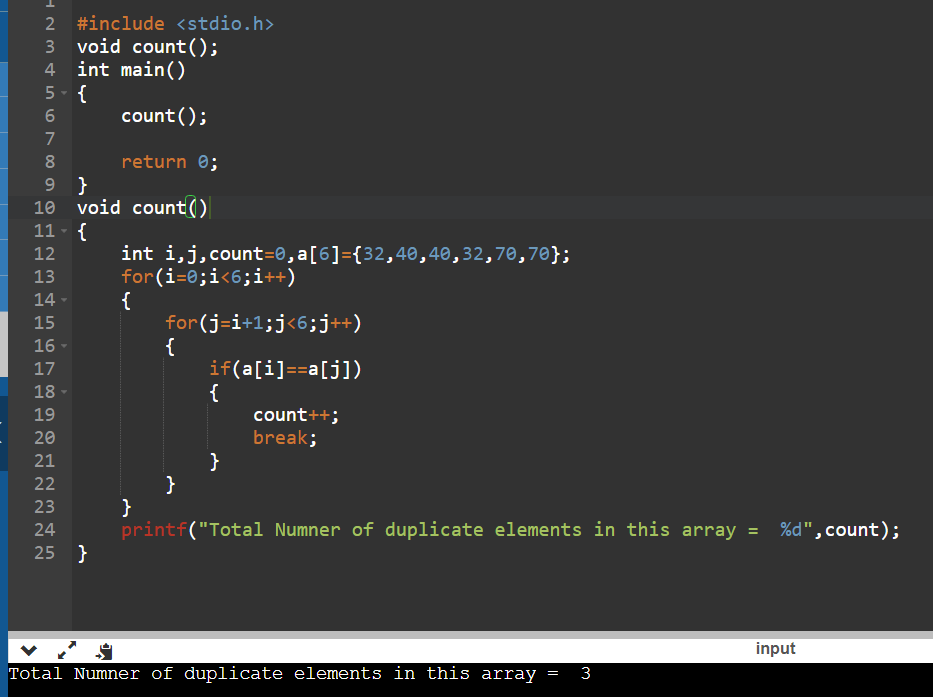 1
2 #include <stdio.h>
3 void count();
4 int main()
5 {
6     count();
7
8     return 0;
9 }
10 void count()
11 {
12     int i,j,count=0,a[6]={32,40,40,32,70,70};
13     for(i=0;i<6;i++)
14     {
15         for(j=i+1;j<6;j++)
16         {
17             if(a[i]==a[j])
18             {
19                 count++;
20                 break;
21             }
22         }
23     }
24     printf("Total Numner of duplicate elements in this array =  %d",count);
25 }
input
Total Numner of duplicate elements in this array =  3